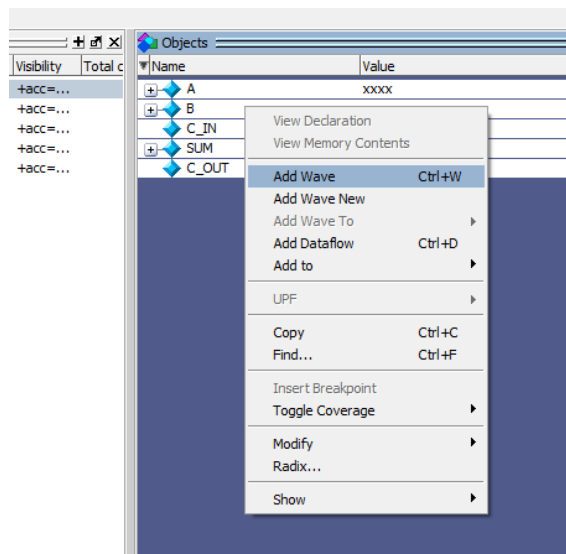 Objects
Visibility Total c
Name Value
+acc=...
+acc=...
+acc=...
+acc=...
+acc=...
A xxxx
B
C_IN
SUM
C_OUT
View Declaration
View Memory Contents
Add Wave Ctrl+W
Add Wave New
Add Wave To
Add Dataflow Ctrl+D
Add to
UPF
Copy Ctrl+C
Find... Ctrl+F
Insert Breakpoint
Toggle Coverage
Modify
Radix...
Show